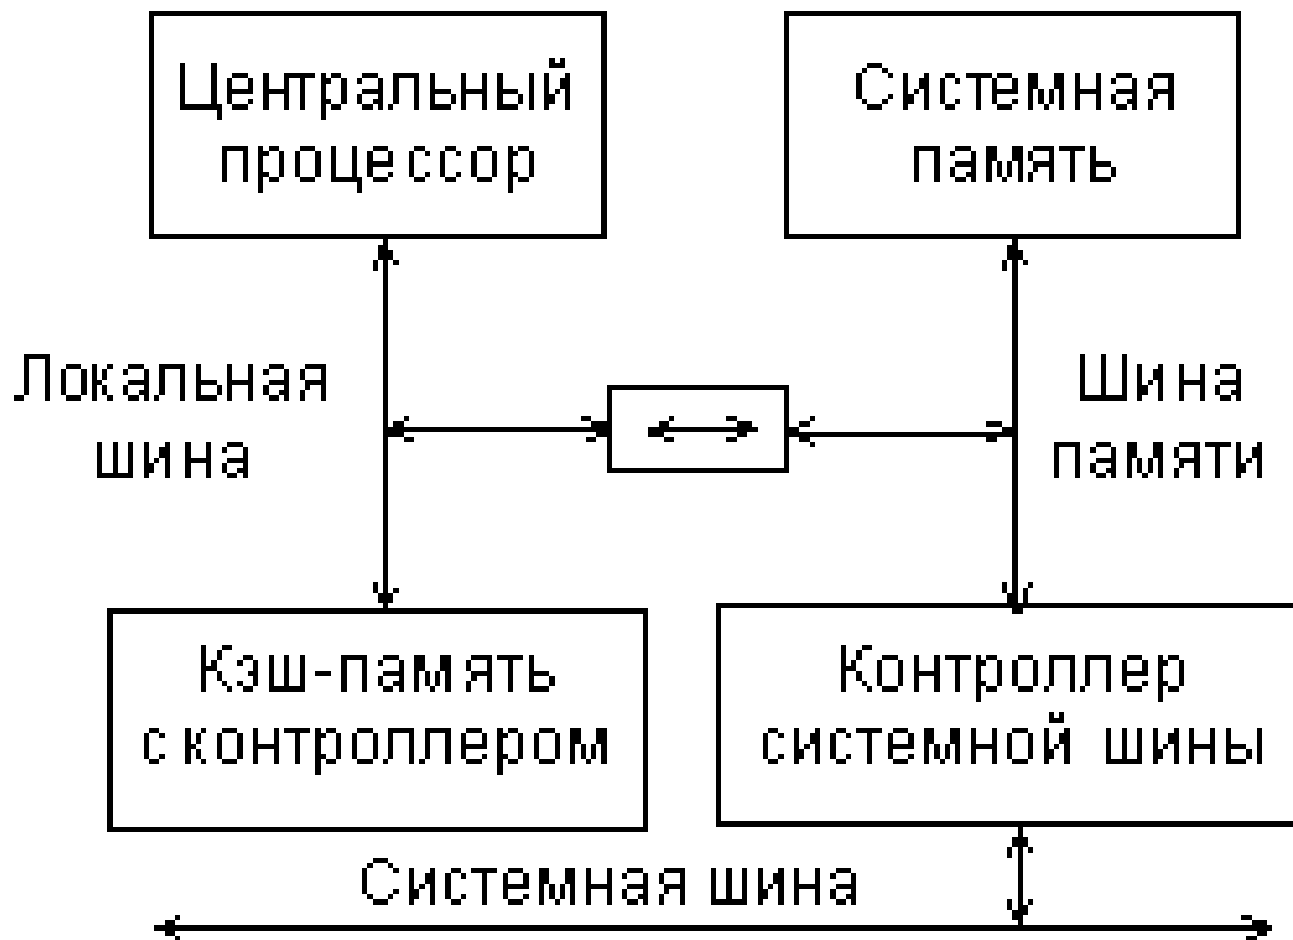 Центральный
процессор
Системная
память
Локальная
шина
Шина
памяти
Кэш-память
с контроллером
Контроллер
системной шины
Системная шина